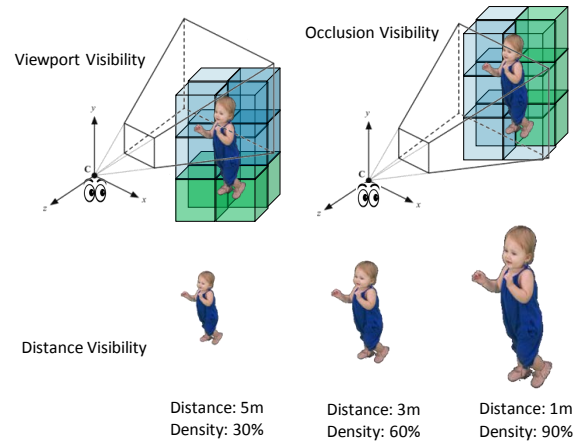 Viewport Visibility
Occlusion Visibility
y
C
z
x
y
C
z
x
Distance Visibility
Distance: 5m
Density: 30%
Distance: 3m
Density: 60%
Distance: 1m
Density: 90%